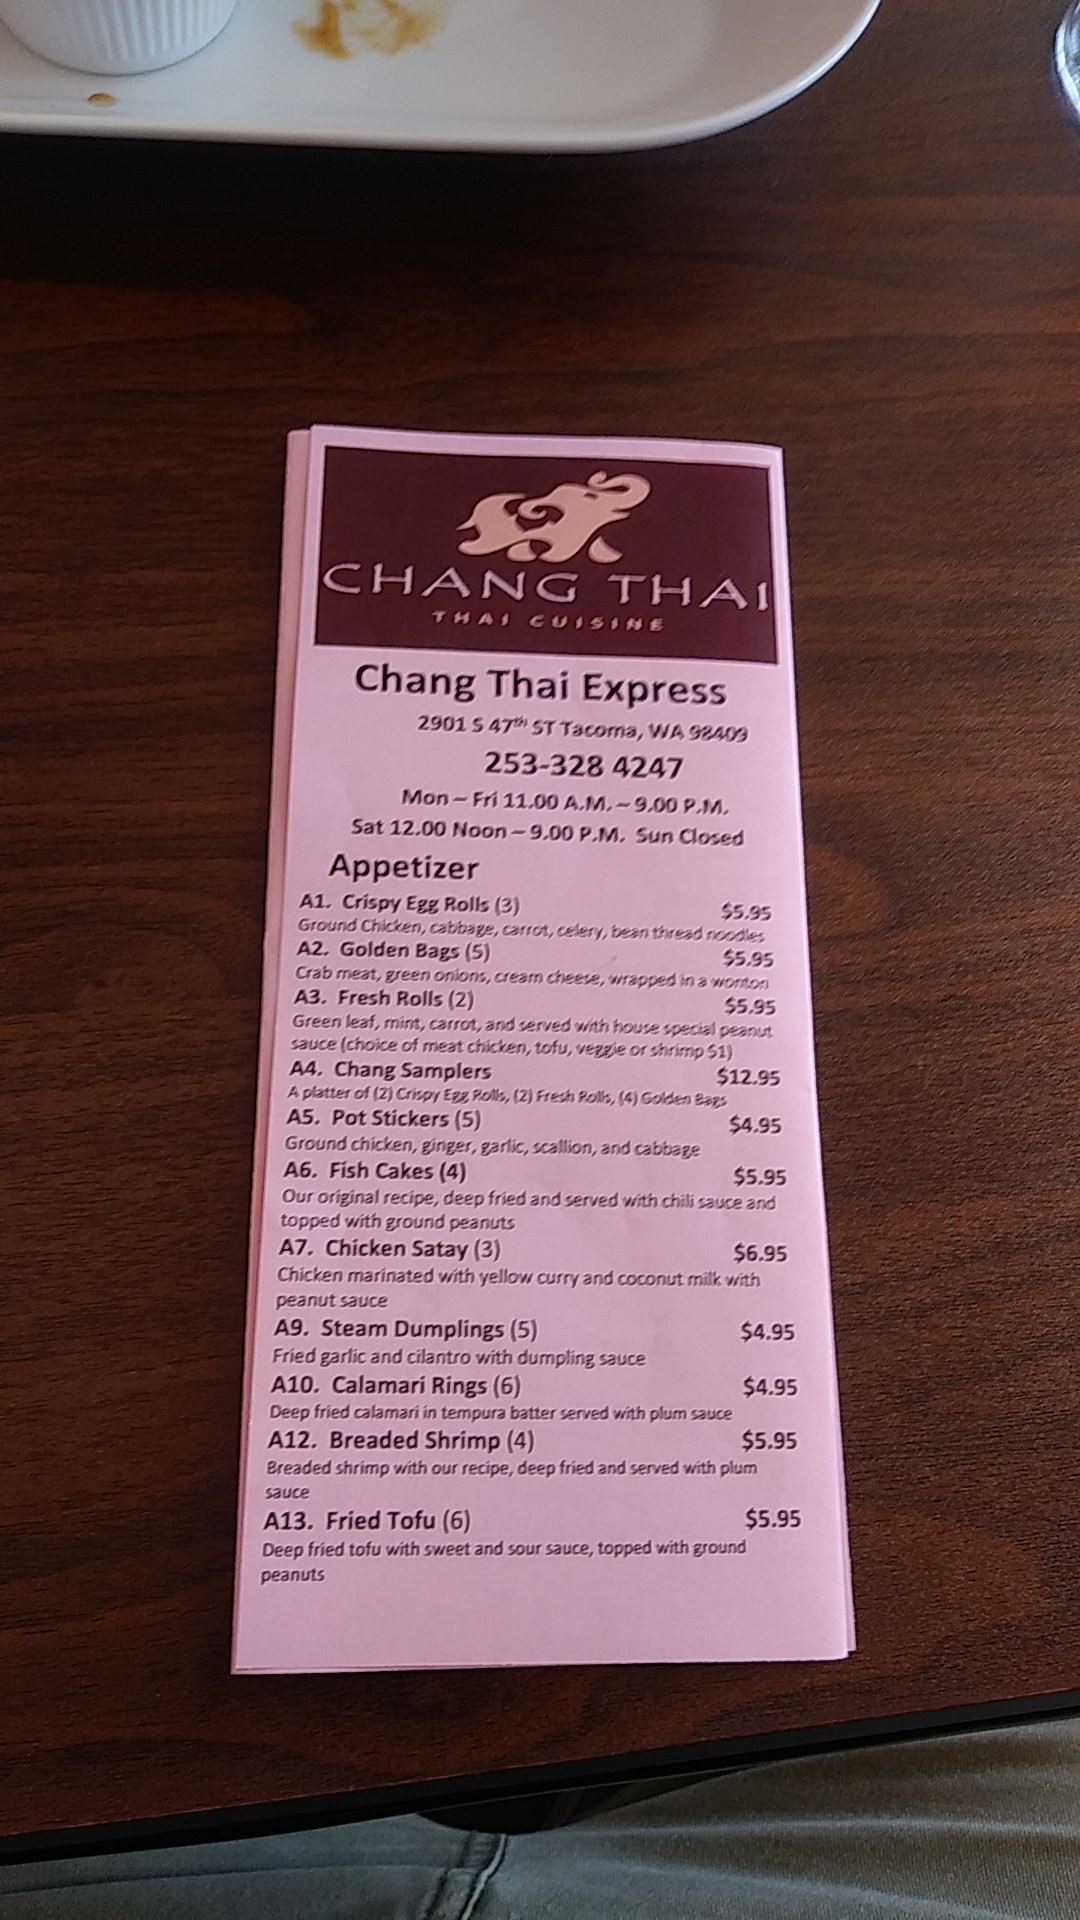 CHANG THAI
THAI CUISINE
Chang Thai Express
2901 S 47th ST Tacoma, WA 98409
253-328 4247
Mon – Fri 11.00 A.M. – 9.00 P.M.
Sat 12.00 Noon – 9.00 P.M. Sun Closed
Appetizer
A1. Crispy Egg Rolls (3) $5.95
Ground Chicken, cabbage, carrot, celery, bean thread noodles
A2. Golden Bags (5) $5.95
Crab meat, green onions, cream cheese, wrapped in a wonton
A3. Fresh Rolls (2) $5.95
Green leaf, mint, carrot, and served with house special peanut
sauce (choice of meat chicken, tofu, veggie or shrimp $1)
A4. Chang Samplers $12.95
A platter of (2) Crispy Egg Rolls, (2) Fresh Rolls, (4) Golden Bags
A5. Pot Stickers (5) $4.95
Ground chicken, ginger, garlic, scallion, and cabbage
A6. Fish Cakes (4) $5.95
Our original recipe, deep fried and served with chili sauce and
topped with ground peanuts
A7. Chicken Satay (3) $6.95
Chicken marinated with yellow curry and coconut milk with
peanut sauce
A9. Steam Dumplings (5) $4.95
Fried garlic and cilantro with dumpling sauce
A10. Calamari Rings (6) $4.95
Deep fried calamari in tempura batter served with plum sauce
A12. Breaded Shrimp (4) $5.95
Breaded shrimp with our recipe, deep fried and served with plum
sauce
A13. Fried Tofu (6) $5.95
Deep fried tofu with sweet and sour sauce, topped with ground
peanuts